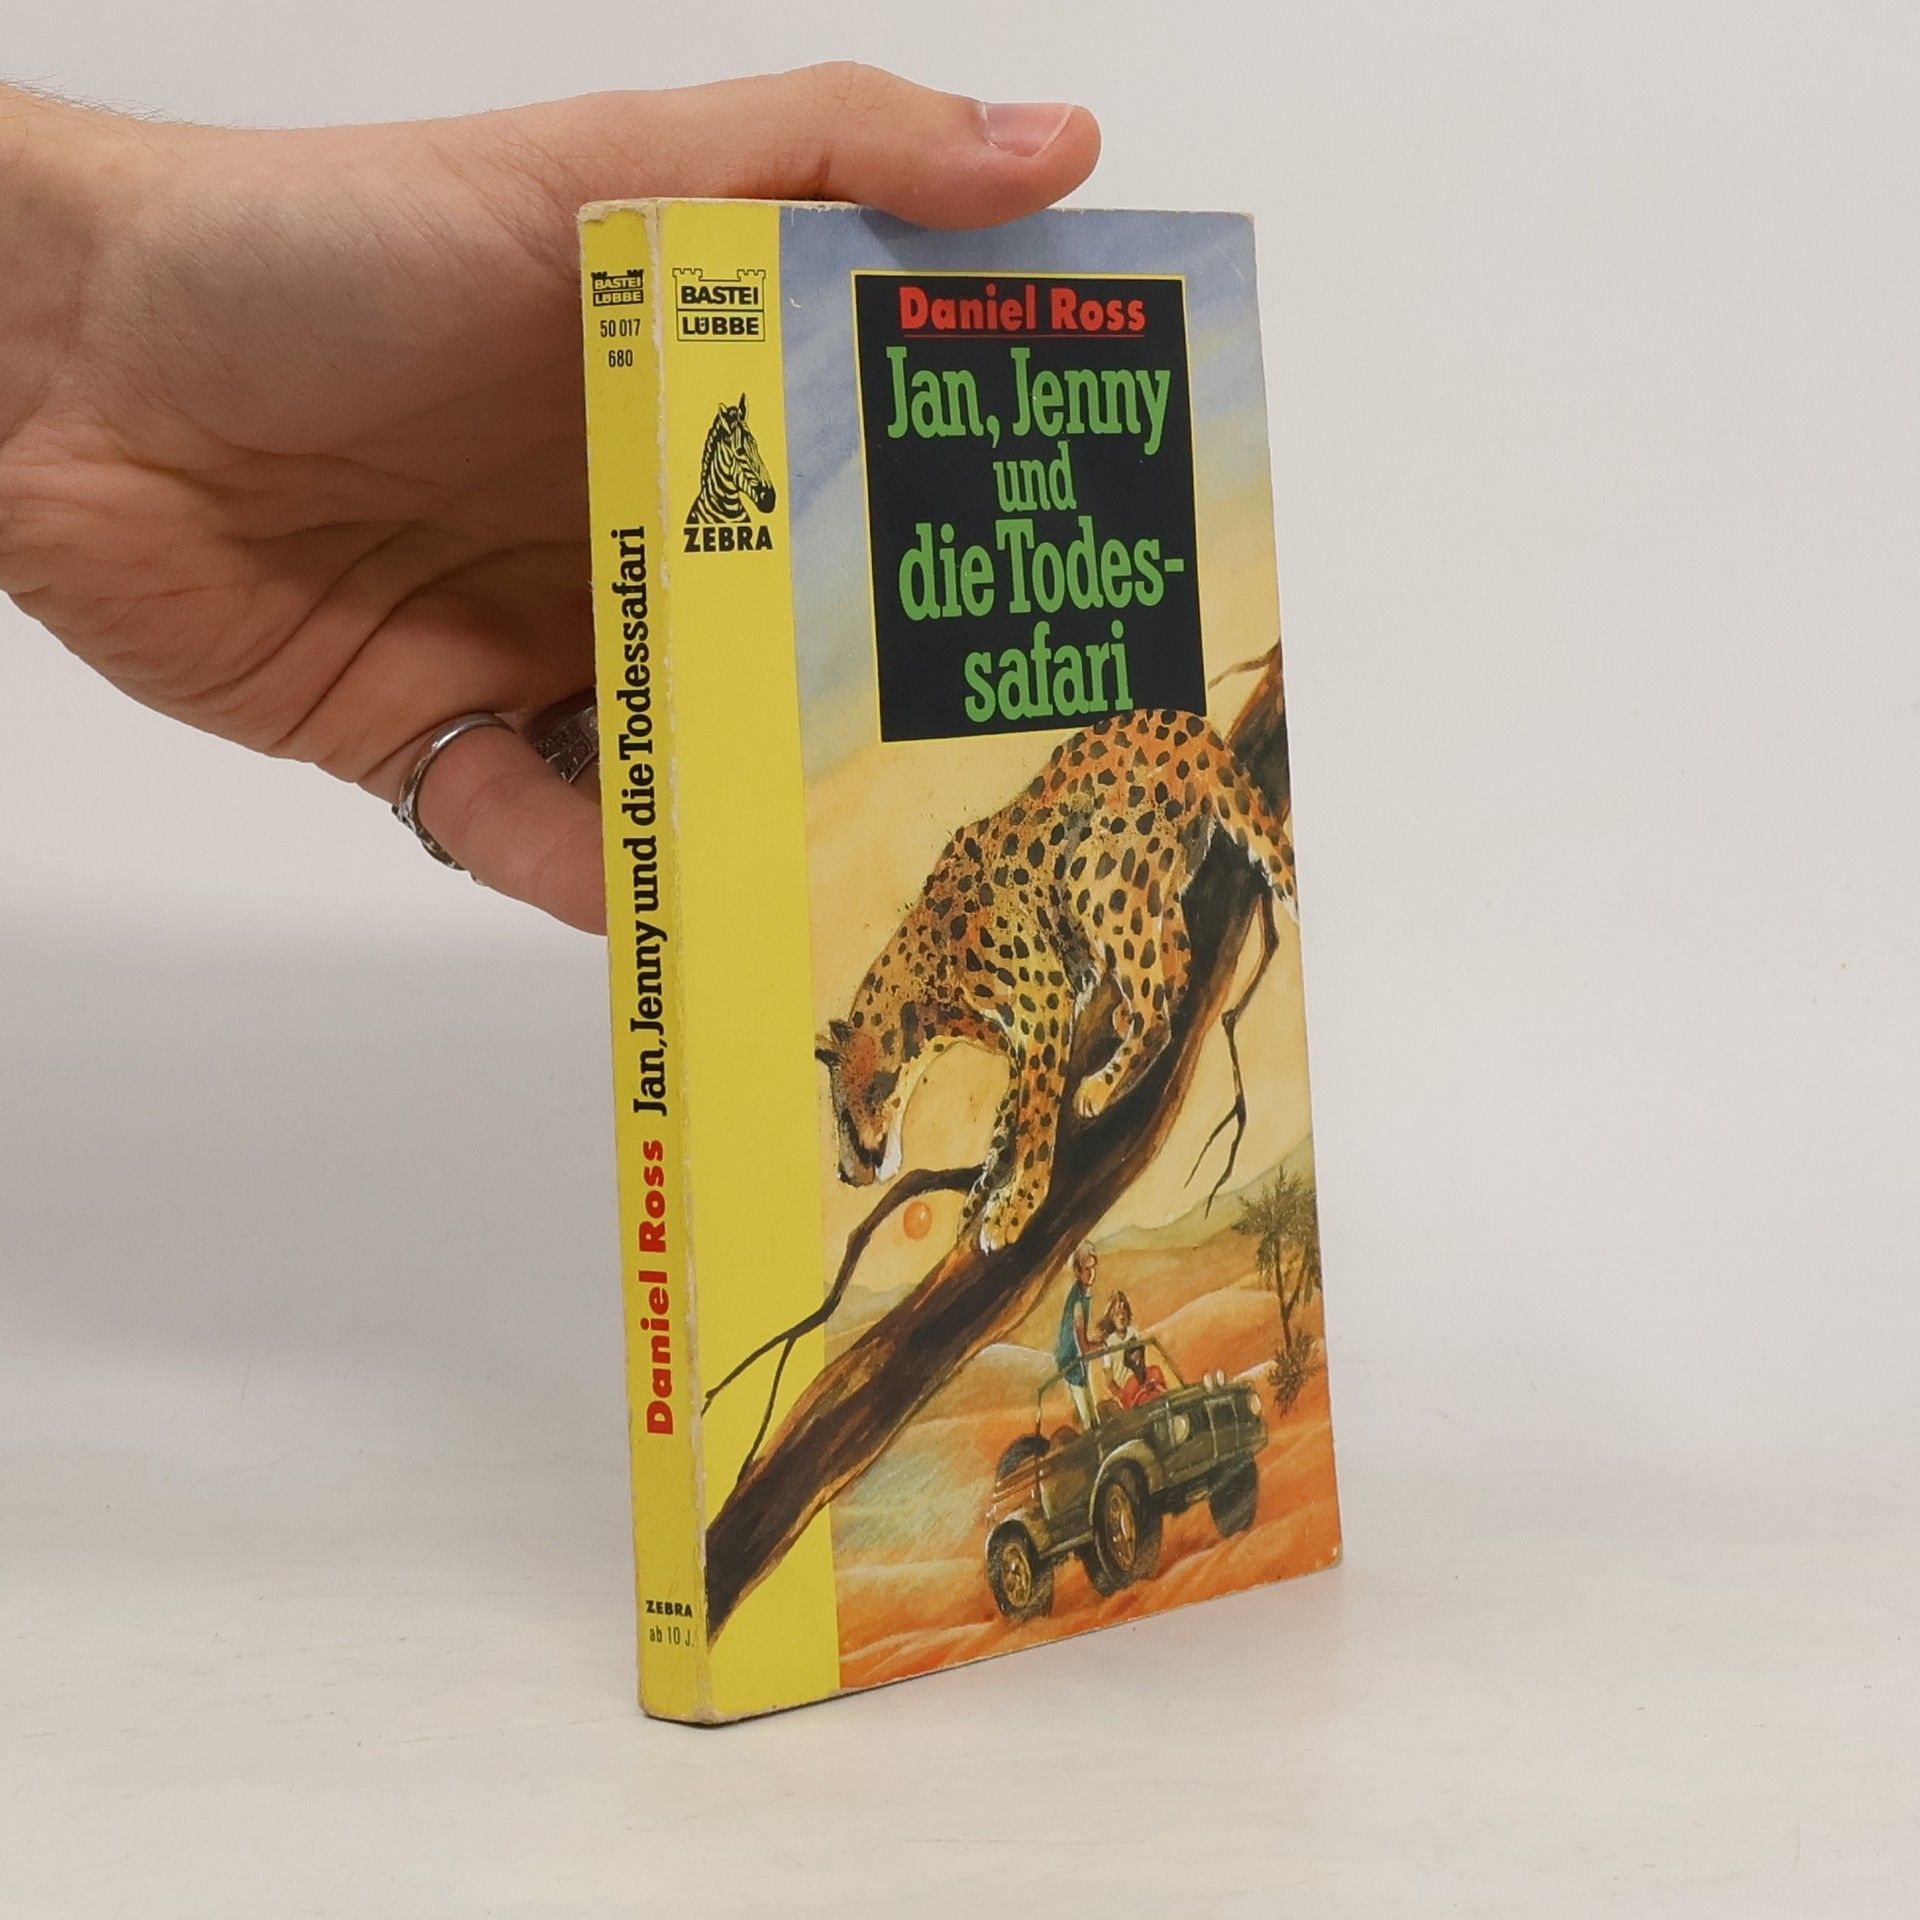 BASTEI
LÜBBE
50 017
680
Daniel Ross Jan, Jenny und die Todessafari
ZEBRA
ab 10 J.
BASTEI
LÜBBE
ZEBRA
Daniel Ross
Jan, Jenny
und
die Todes-
safari